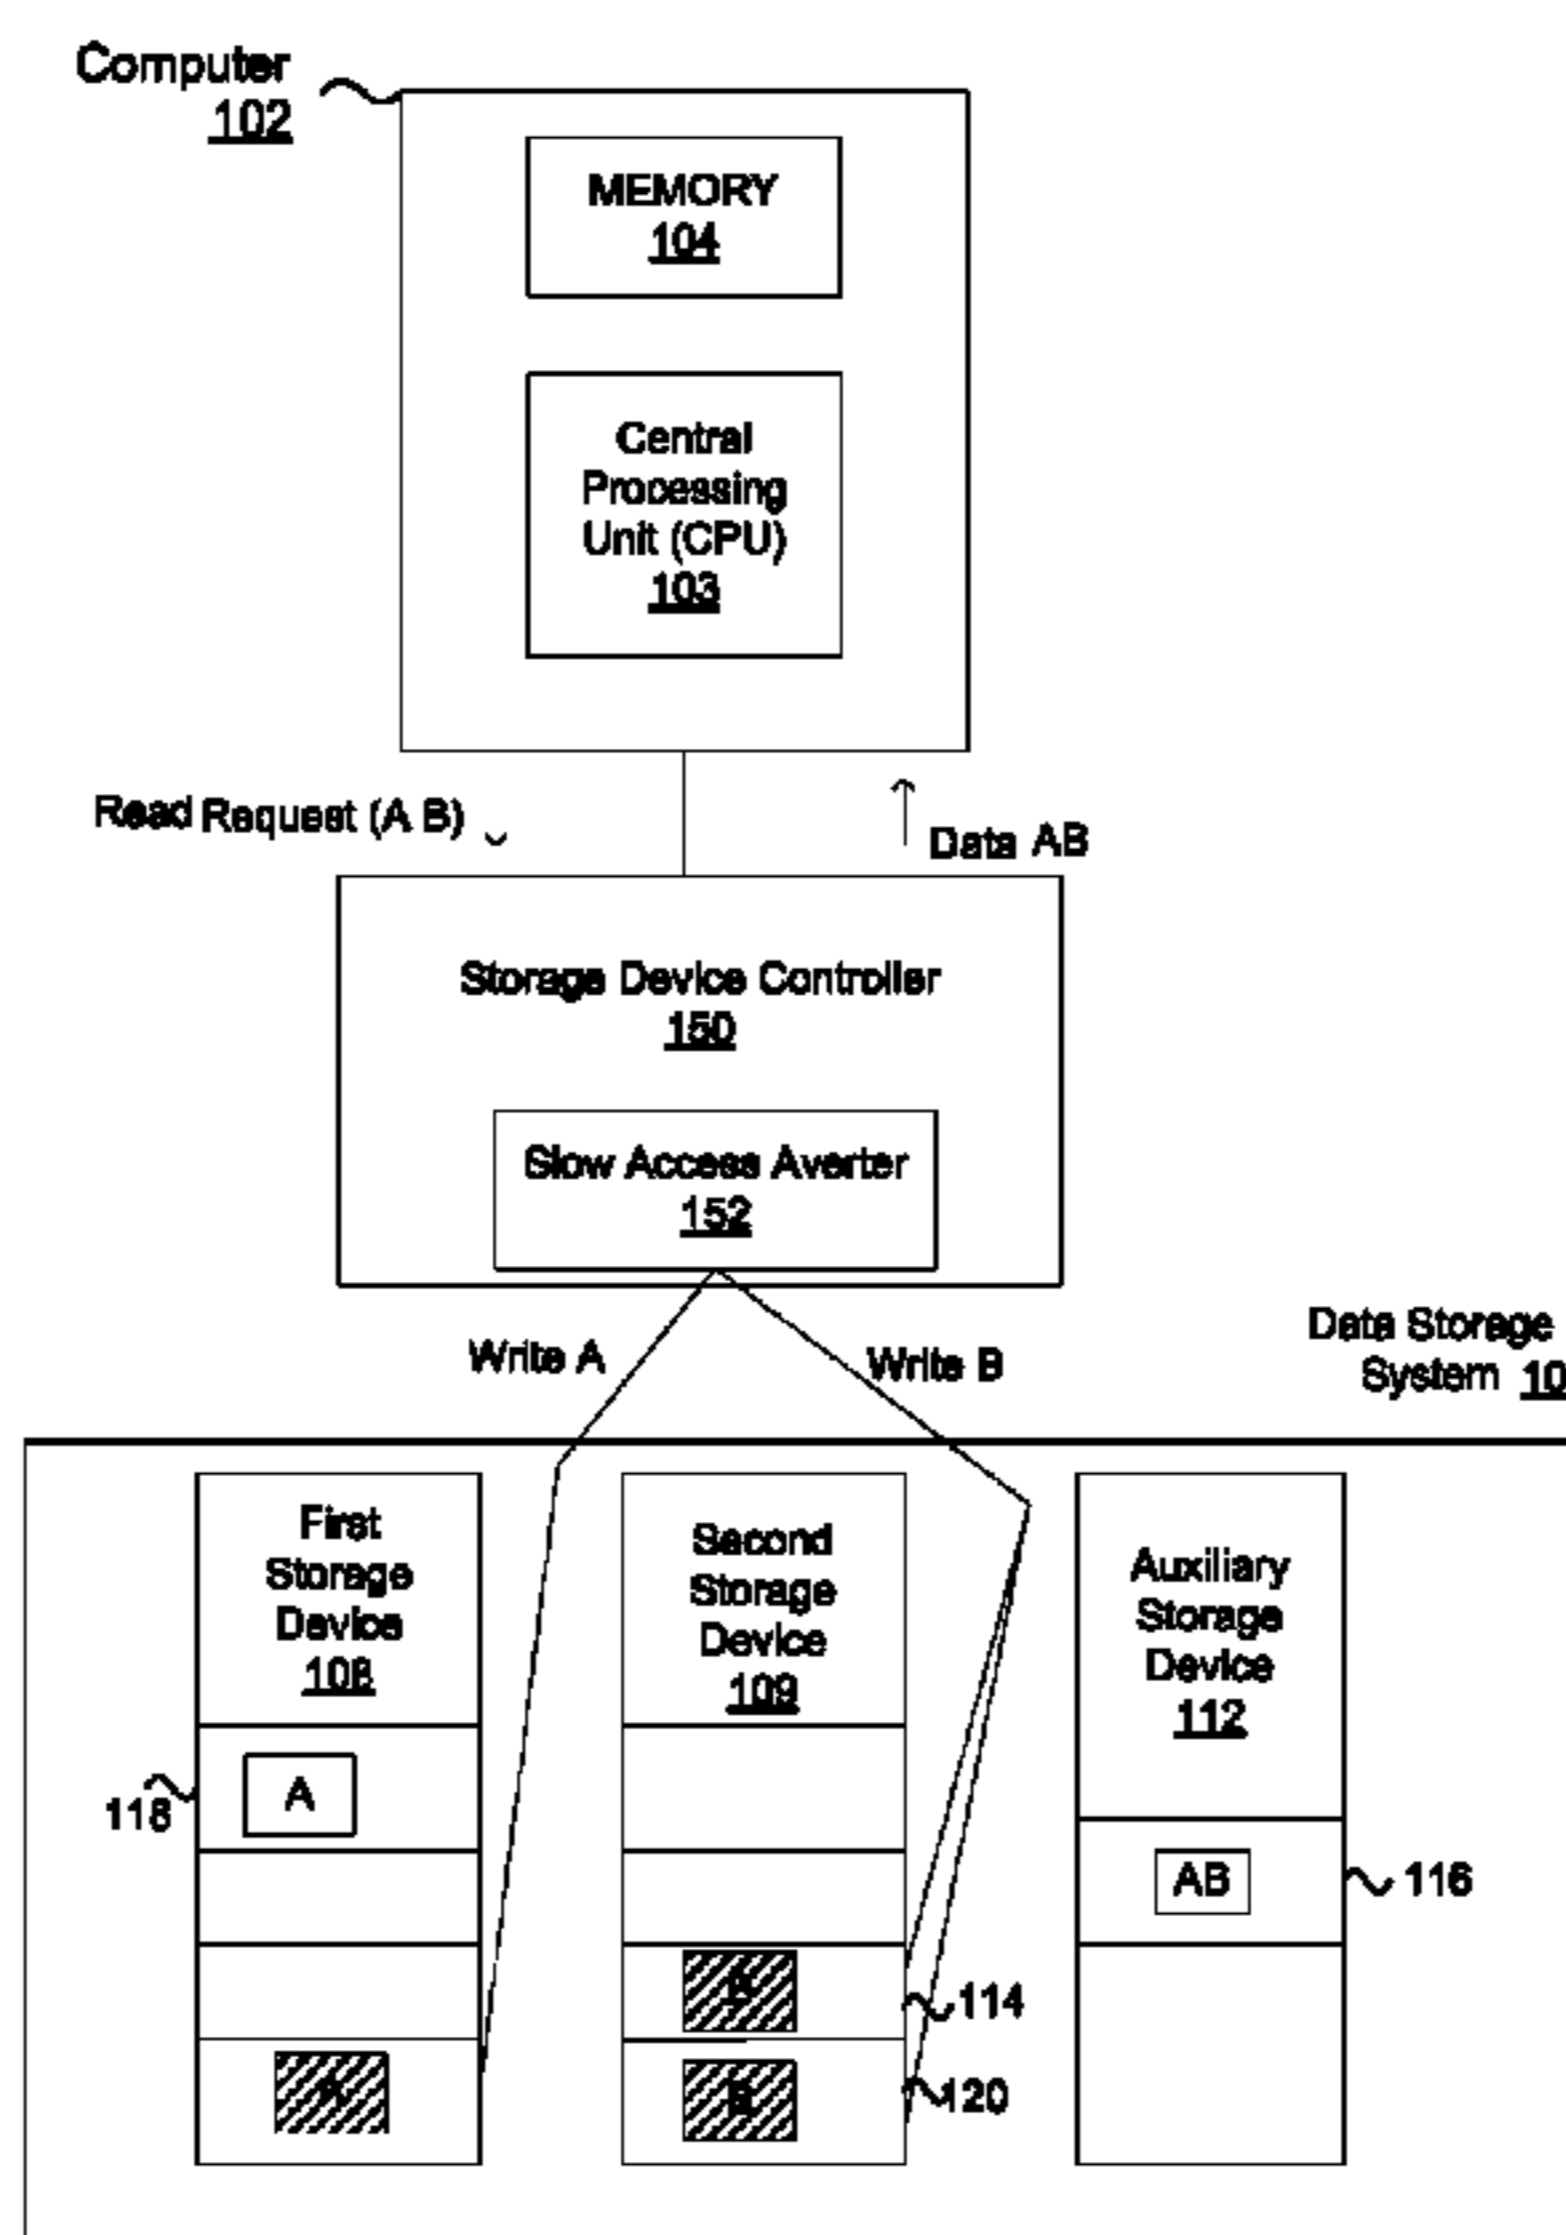 Computer
102
MEMORY
104
Central
Processing
Unit (CPU)
103
Read Request (A B)
Data AB
Storage Device Controller
150
Slow Access Averter
152
Write A
Write B
Data Storage
System 10
First
Storage
Device
108
Second
Storage
Device
109
Auxiliary
Storage
Device
112
A
118
AB
116
114
A
B
120